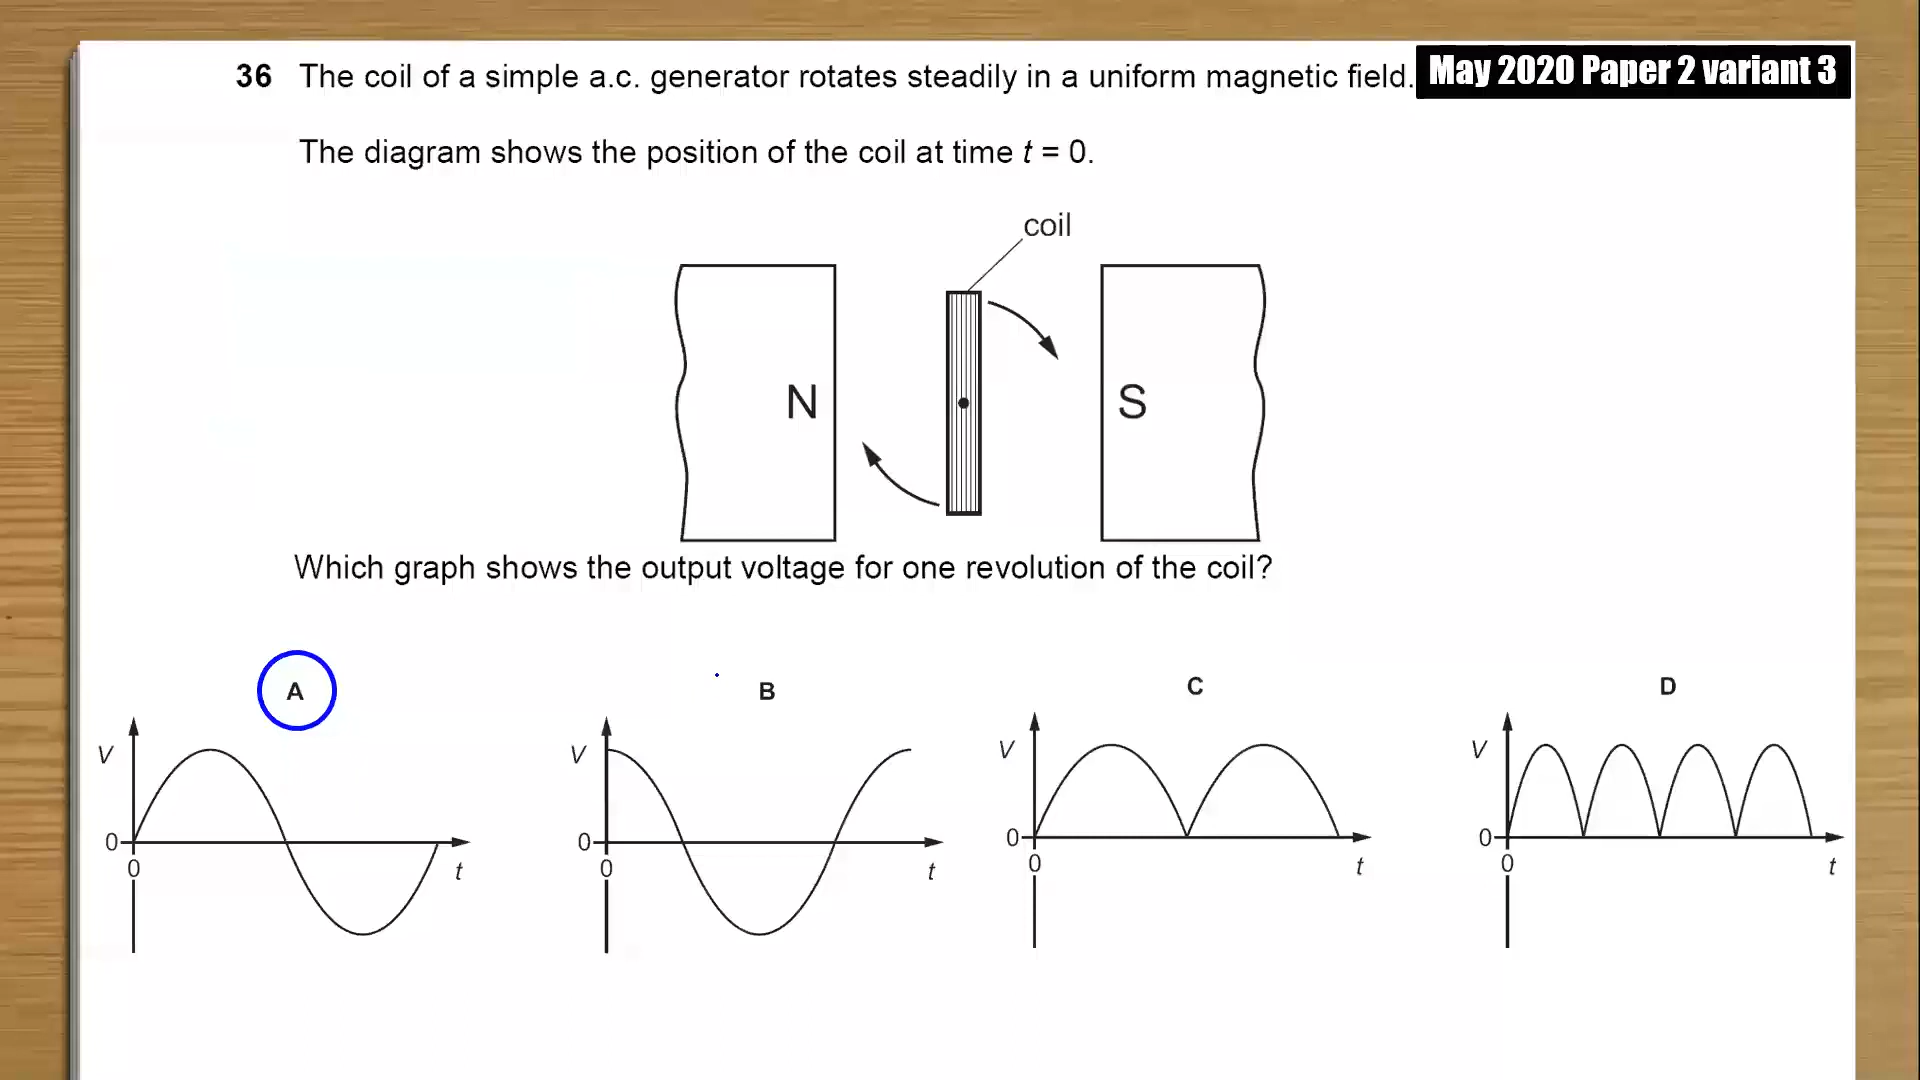 36 The coil of a simple a.c. generator rotates steadily in a uniform magnetic field.
May 2020 Paper 2 variant 3
The diagram shows the position of the coil at time t = 0.
coil
N
S
Which graph shows the output voltage for one revolution of the coil?
A
B
C
D
V
0
0
t
V
0
0
t
V
0
0
t
V
0
0
t